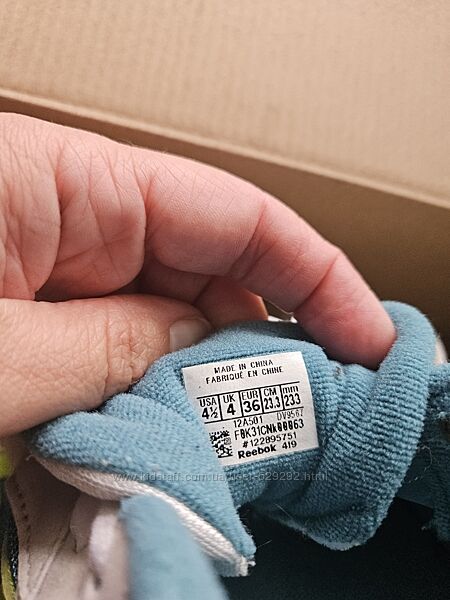 MADE IN CHINA
FABRIQUÉ EN CHINE
USA UK EUR CM mm
4½ 4 36 23.3 233
12A501 DV9567
FBK31CNk00063
#122895751
Reebok 419